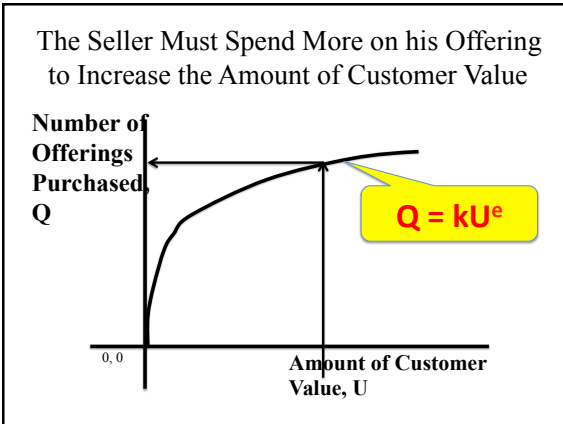 The Seller Must Spend More on his Offering
to Increase the Amount of Customer Value
Number of
Offerings
Purchased,
Q
Q = kUᵉ
0, 0
Amount of Customer
Value, U